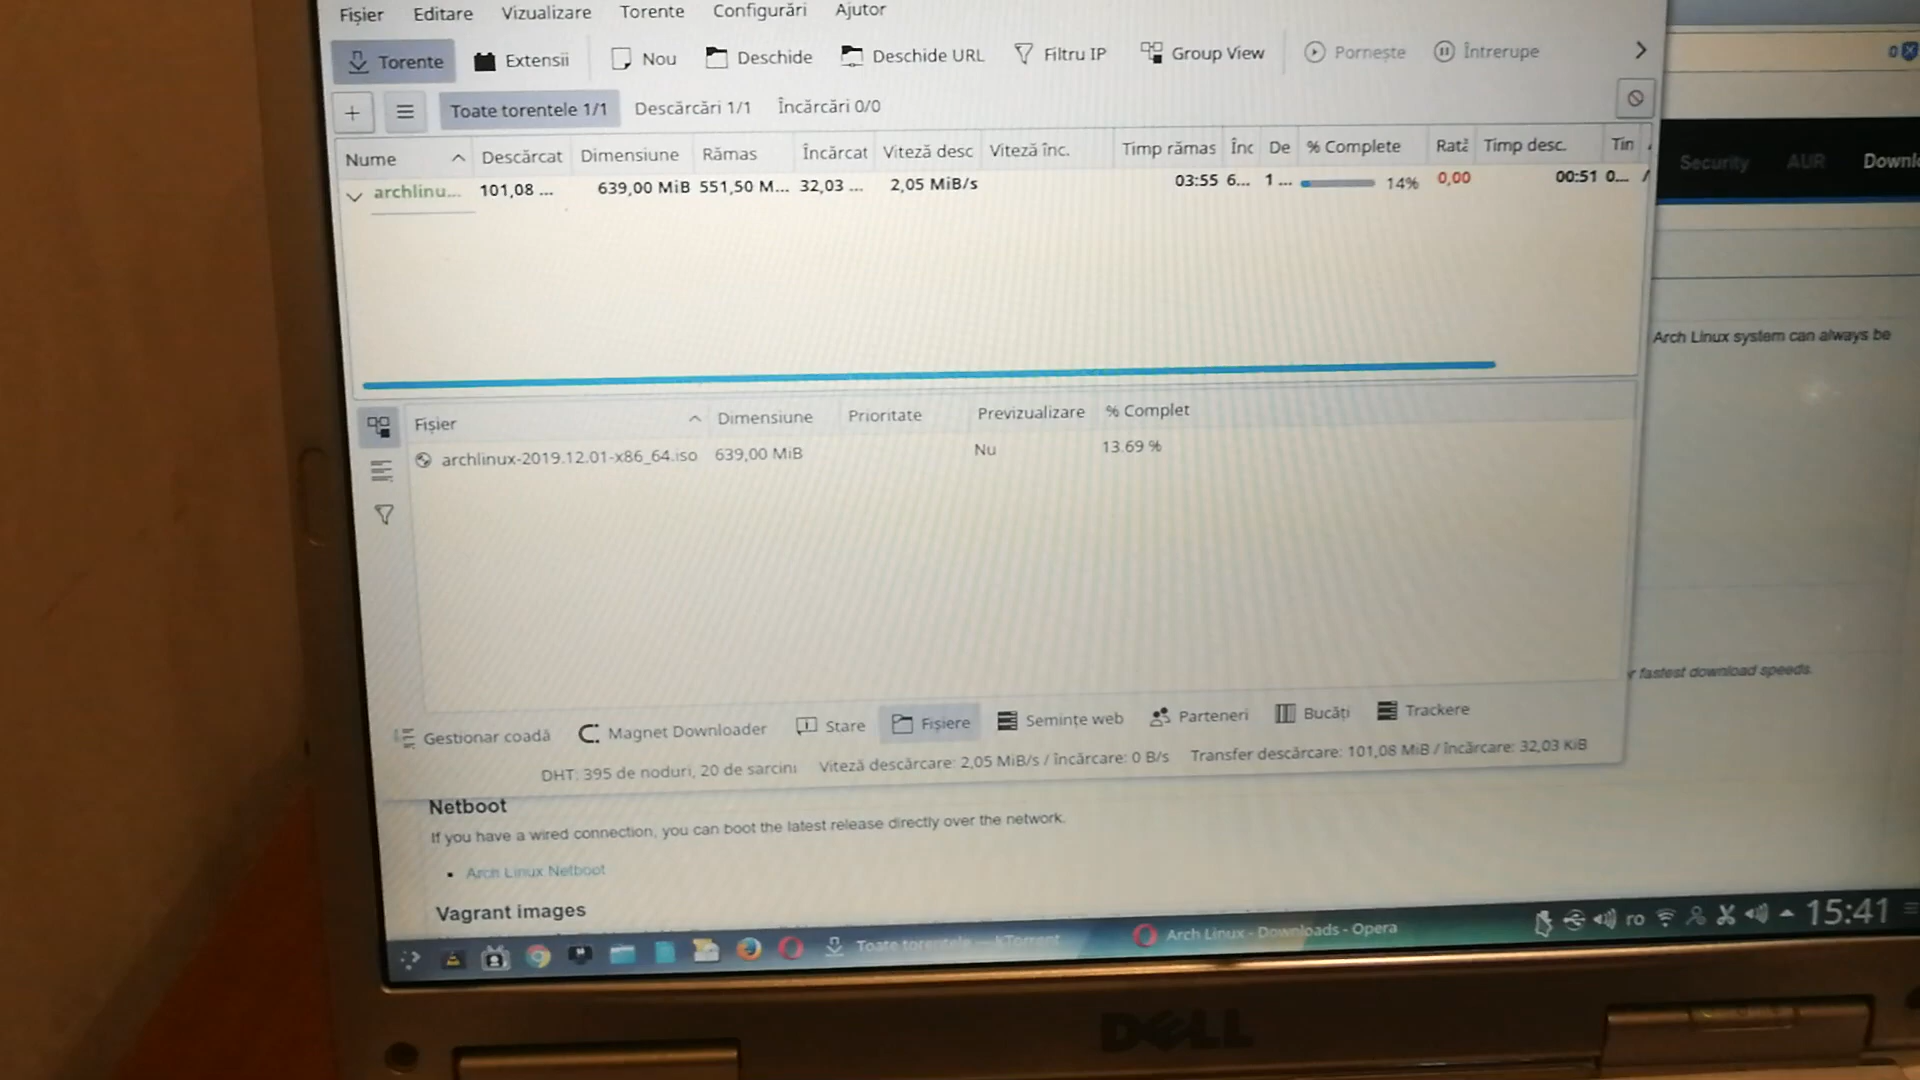 Fișier Editare Vizualizare Torente Configurări Ajutor
Torente Extensii Nou Deschide Deschide URL Filtru IP Group View Pornește Întrerupe
Toate torentele 1/1 Descărcări 1/1 Încărcări 0/0
Nume Descărcat Dimensiune Rămas Încărcat Viteză desc Viteză înc. Timp rămas Înc De % Complete Rată Timp desc. Tin
archlinu... 101,08 ... 639,00 MiB 551,50 M... 32,03 ... 2,05 MiB/s 03:55 6... 1 ... 14% 0,00 00:51 0...
Security AUR Downlo
Arch Linux system can always be
Fișier Dimensiune Prioritate Previzualizare % Complet
archlinux-2019.12.01-x86_64.iso 639,00 MiB Nu 13.69 %
fastest download speeds.
Gestionar coadă Magnet Downloader Stare Fișiere Semințe web Parteneri Bucăți Trackere
DHT: 395 de noduri, 20 de sarcini Viteză descărcare: 2,05 MiB/s / încărcare: 0 B/s Transfer descărcare: 101,08 MiB / încărcare: 32,03 KiB
Netboot
If you have a wired connection, you can boot the latest release directly over the network.
Arch Linux Netboot
Vagrant images
Toate torentele — KTorrent Arch Linux - Downloads - Opera ro 15:41
DELL